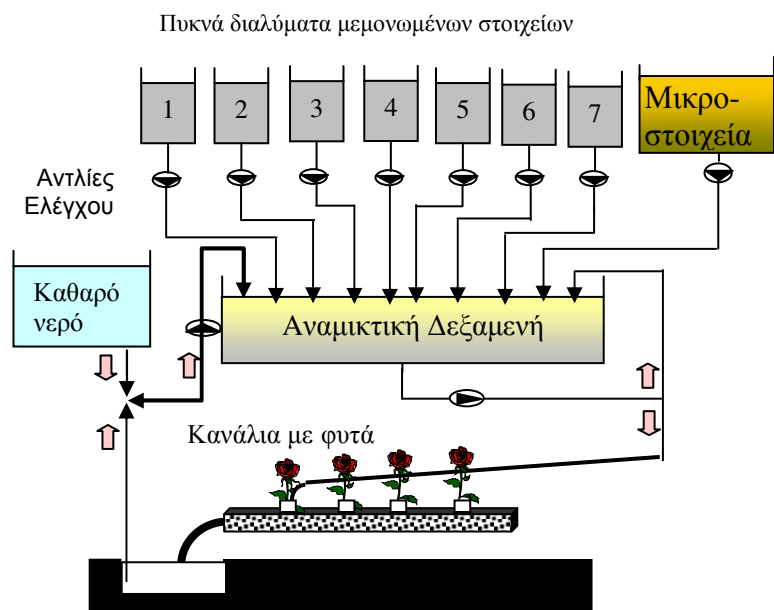 Πυκνά διαλύματα μεμονωμένων στοιχείων
1 2 3 4 5 6 7
Μικρο-
στοιχεία
Αντλίες
Ελέγχου
Καθαρό
νερό
Αναμικτική Δεξαμενή
Κανάλια με φυτά